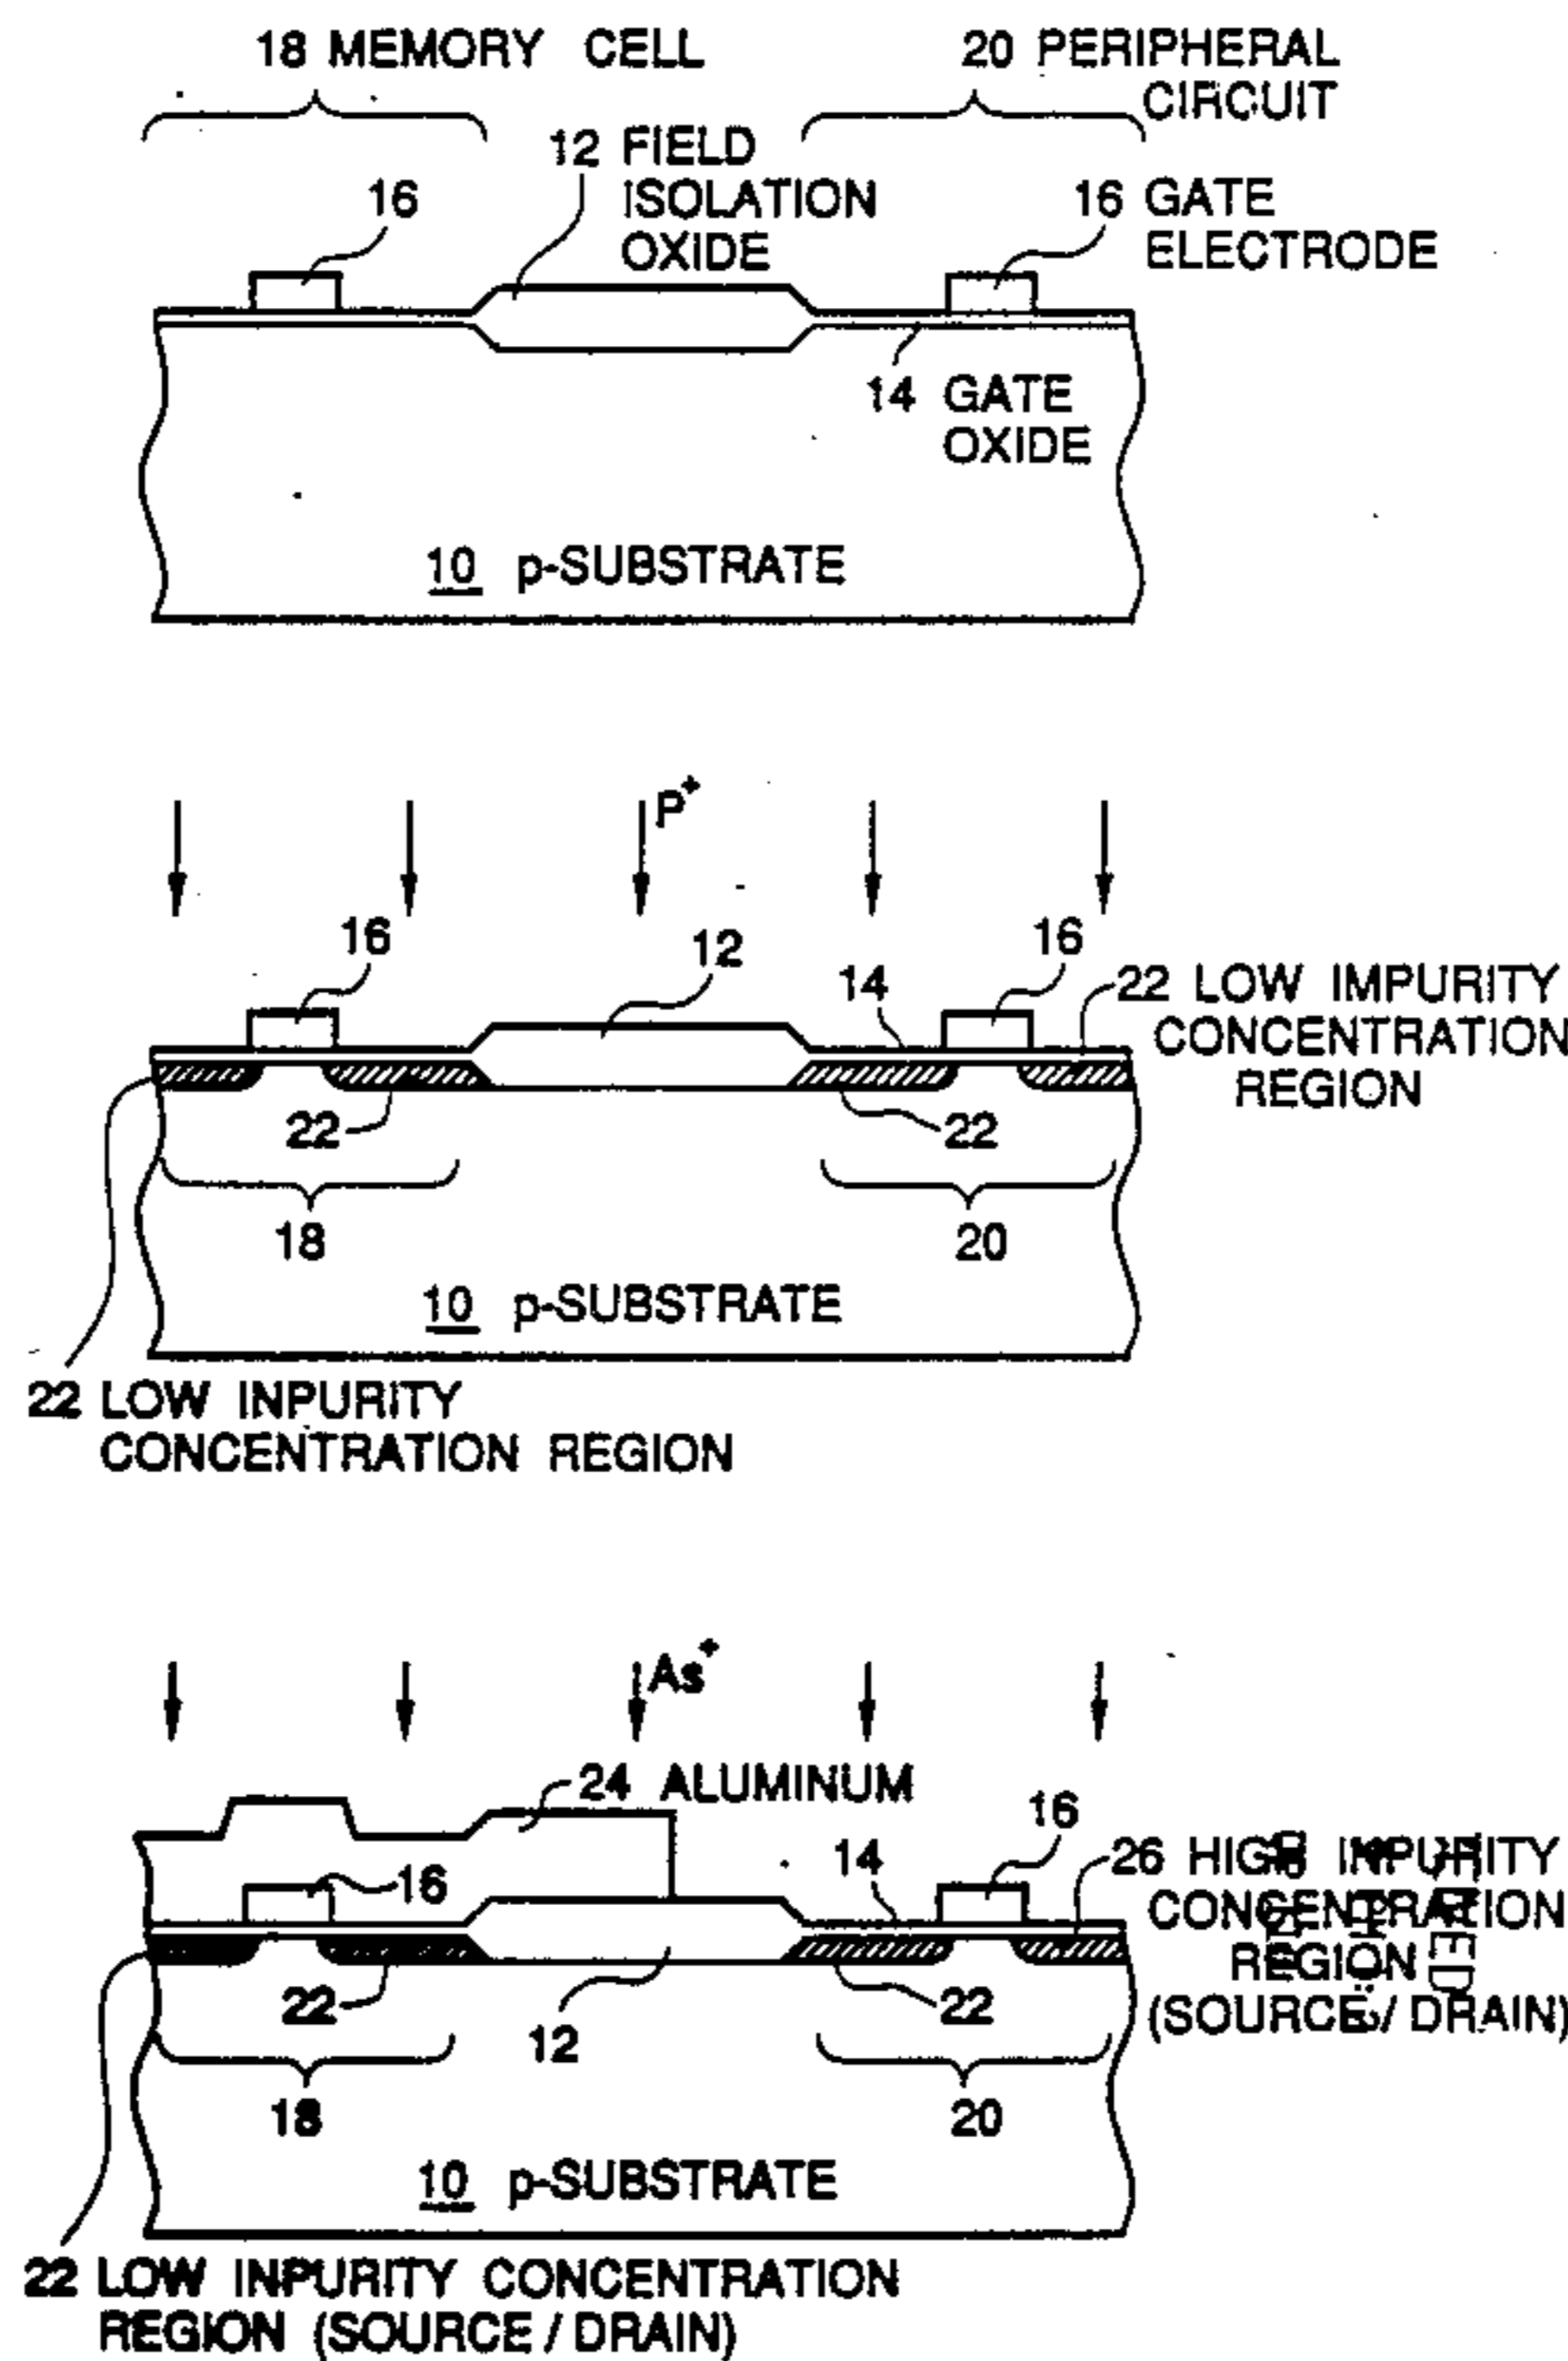 18 MEMORY CELL
20 PERIPHERAL
CIRCUIT
12 FIELD
ISOLATION
OXIDE
16
16 GATE
ELECTRODE
14 GATE
OXIDE
10 p-SUBSTRATE
P+
16
12
14
16
22 LOW IMPURITY
CONCENTRATION
REGION
22
22
18
20
10 p-SUBSTRATE
22 LOW INPURITY
CONCENTRATION REGION
As+
24 ALUMINUM
16
16
14
26 HIGH IMPURITY
CONCENTRATION
REGION
(SOURCE / DRAIN)
22
12
22
18
20
10 p-SUBSTRATE
22 LOW INPURITY CONCENTRATION
REGION (SOURCE / DRAIN)